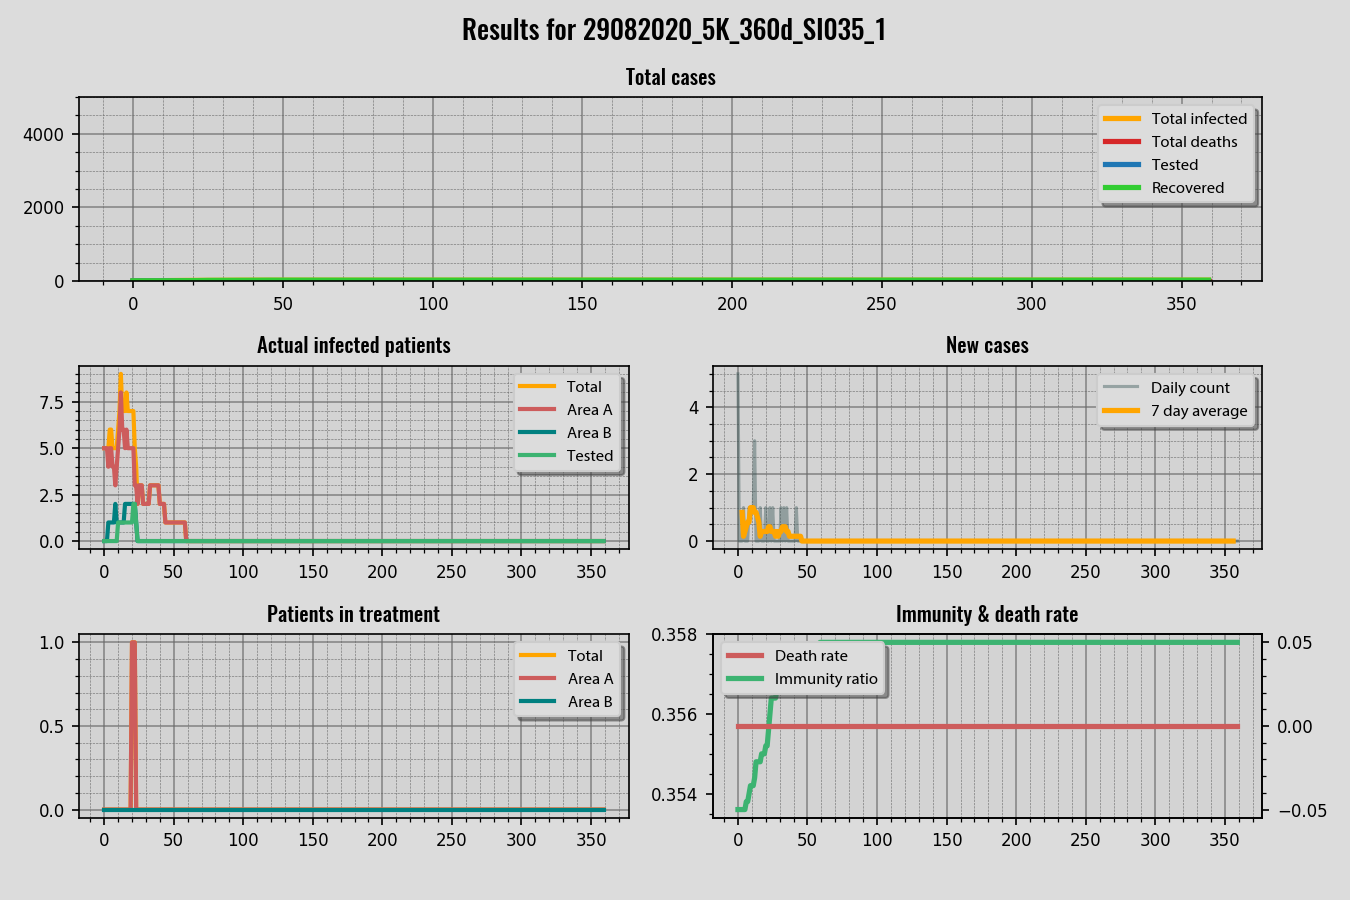 Results for 29082020_5K_360d_SI035_1
Total cases
4000
2000
0
Total infected
Total deaths
Tested
Recovered
0 50 100 150 200 250 300 350
Actual infected patients
7.5
5.0
2.5
0.0
Total
Area A
Area B
Tested
0 50 100 150 200 250 300 350
New cases
4
2
0
Daily count
7 day average
0 50 100 150 200 250 300 350
Patients in treatment
1.0
0.5
0.0
Total
Area A
Area B
0 50 100 150 200 250 300 350
Immunity & death rate
0.358
0.356
0.354
Death rate
Immunity ratio
0.05
0.00
−0.05
0 50 100 150 200 250 300 350